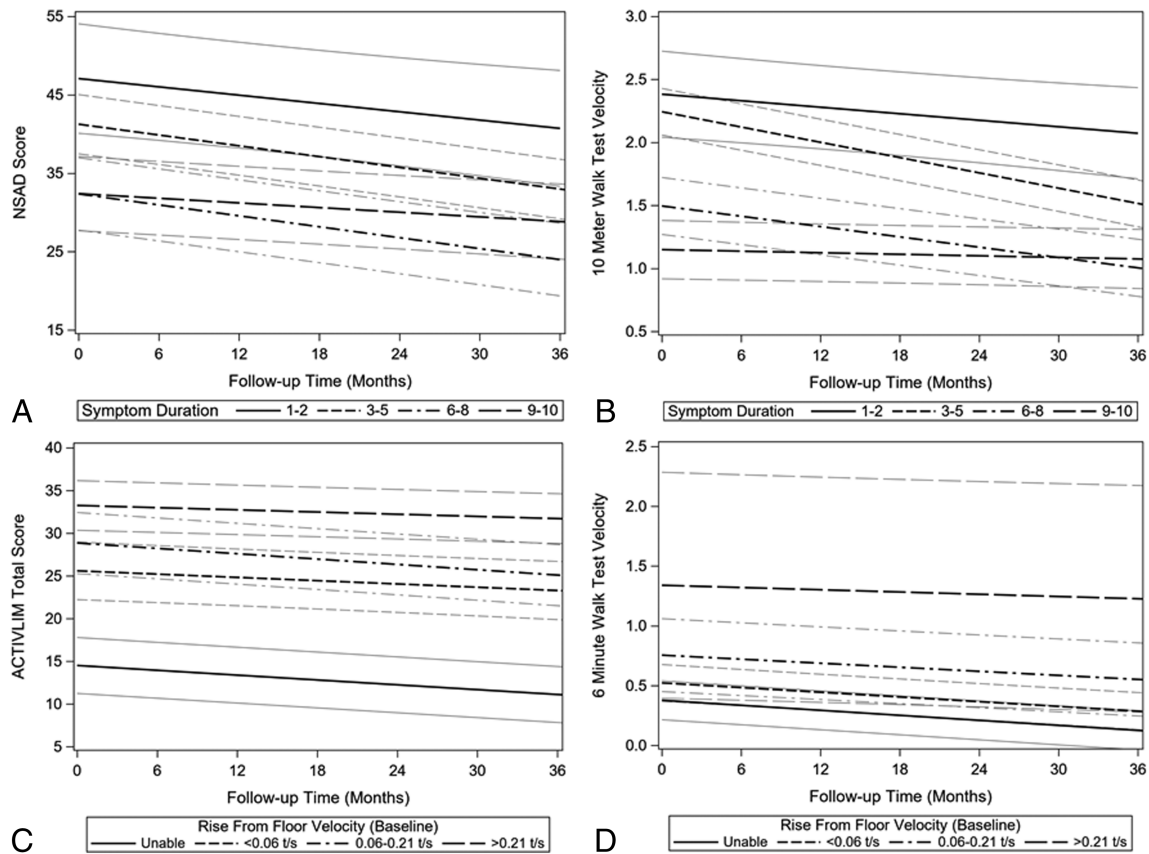 55
45
35
25
15
NSAD Score
0 6 12 18 24 30 36
Follow-up Time (Months)
A
Symptom Duration 1-2 3-5 6-8 9-10
3.0
2.5
2.0
1.5
1.0
0.5
10 Meter Walk Test Velocity
0 6 12 18 24 30 36
Follow-up Time (Months)
B
Symptom Duration 1-2 3-5 6-8 9-10
40
35
30
25
20
15
10
5
ACTIVLIM Total Score
0 6 12 18 24 30 36
Follow-up Time (Months)
C
Rise From Floor Velocity (Baseline)
Unable <0.06 t/s 0.06-0.21 t/s >0.21 t/s
2.5
2.0
1.5
1.0
0.5
0.0
6 Minute Walk Test Velocity
0 6 12 18 24 30 36
Follow-up Time (Months)
D
Rise From Floor Velocity (Baseline)
Unable <0.06 t/s 0.06-0.21 t/s >0.21 t/s